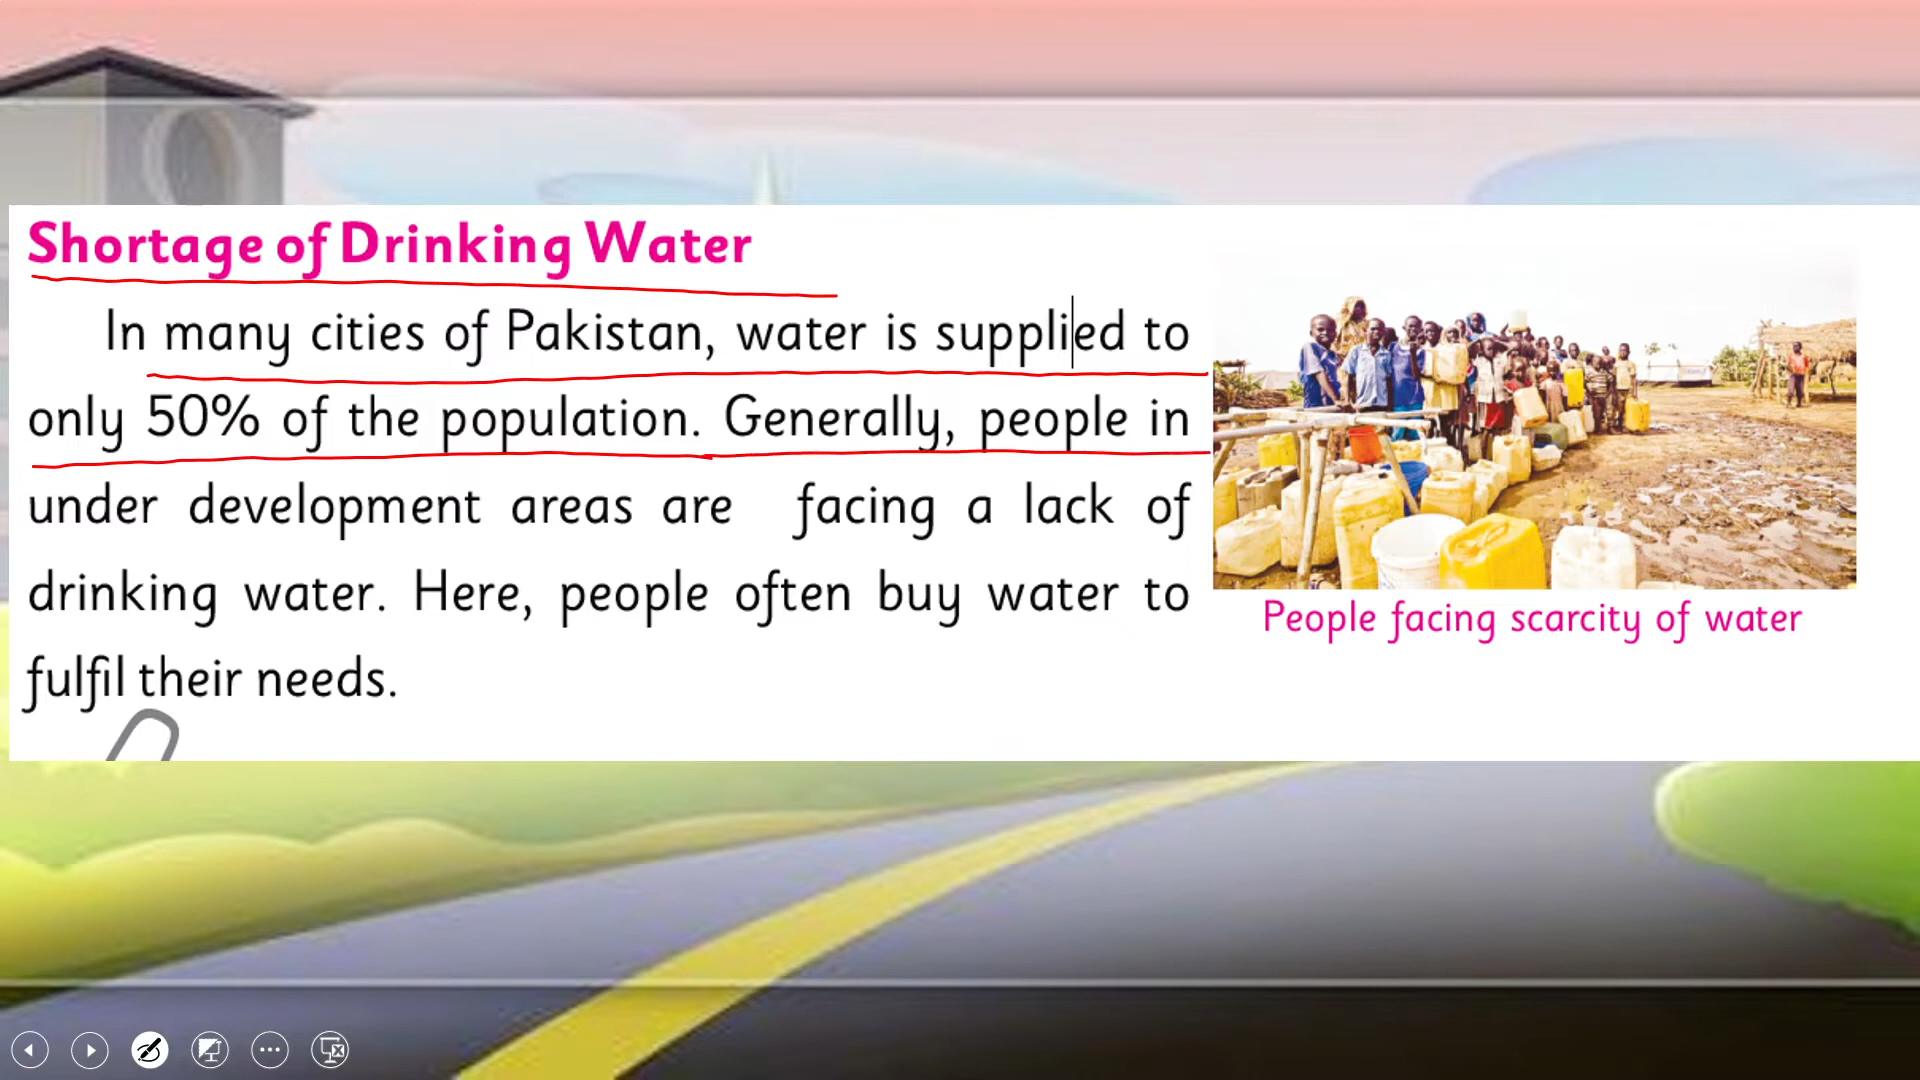 Shortage of Drinking Water
In many cities of Pakistan, water is supplied to
only 50% of the population. Generally, people in
under development areas are facing a lack of
drinking water. Here, people often buy water to
fulfil their needs.
People facing scarcity of water